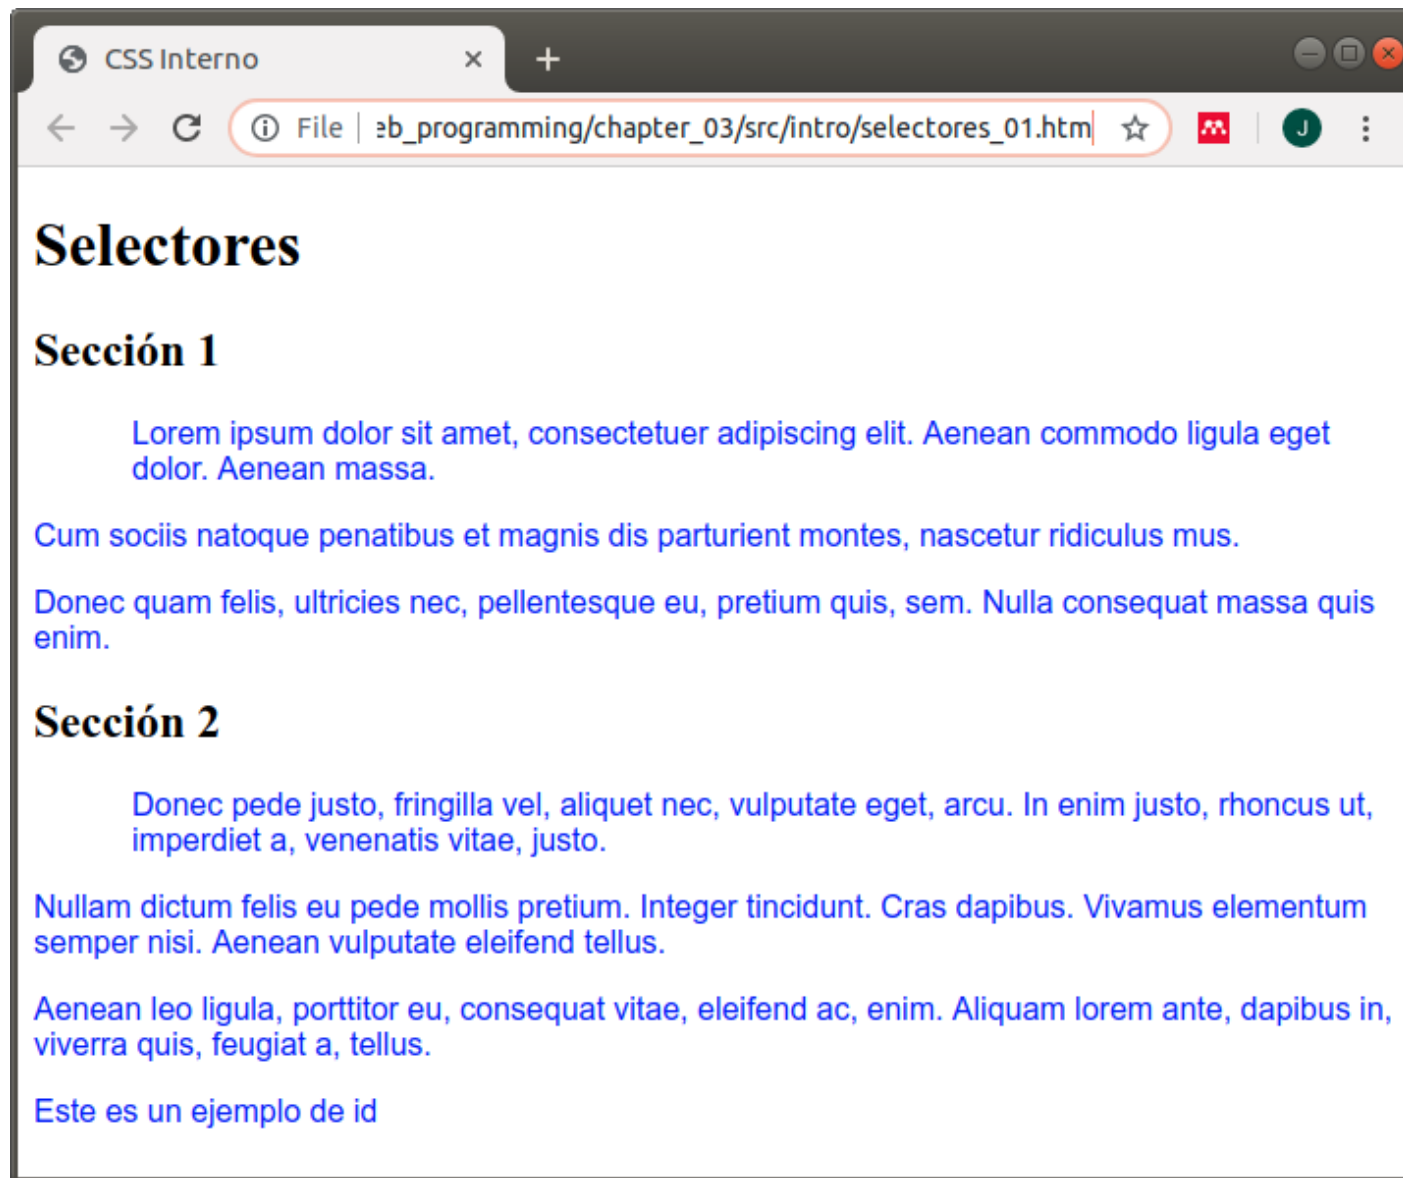 CSS Interno
File eb_programming/chapter_03/src/intro/selectores_01.htm J
Selectores
Sección 1
Lorem ipsum dolor sit amet, consectetuer adipiscing elit. Aenean commodo ligula eget
dolor. Aenean massa.
Cum sociis natoque penatibus et magnis dis parturient montes, nascetur ridiculus mus.
Donec quam felis, ultricies nec, pellentesque eu, pretium quis, sem. Nulla consequat massa quis
enim.
Sección 2
Donec pede justo, fringilla vel, aliquet nec, vulputate eget, arcu. In enim justo, rhoncus ut,
imperdiet a, venenatis vitae, justo.
Nullam dictum felis eu pede mollis pretium. Integer tincidunt. Cras dapibus. Vivamus elementum
semper nisi. Aenean vulputate eleifend tellus.
Aenean leo ligula, porttitor eu, consequat vitae, eleifend ac, enim. Aliquam lorem ante, dapibus in,
viverra quis, feugiat a, tellus.
Este es un ejemplo de id